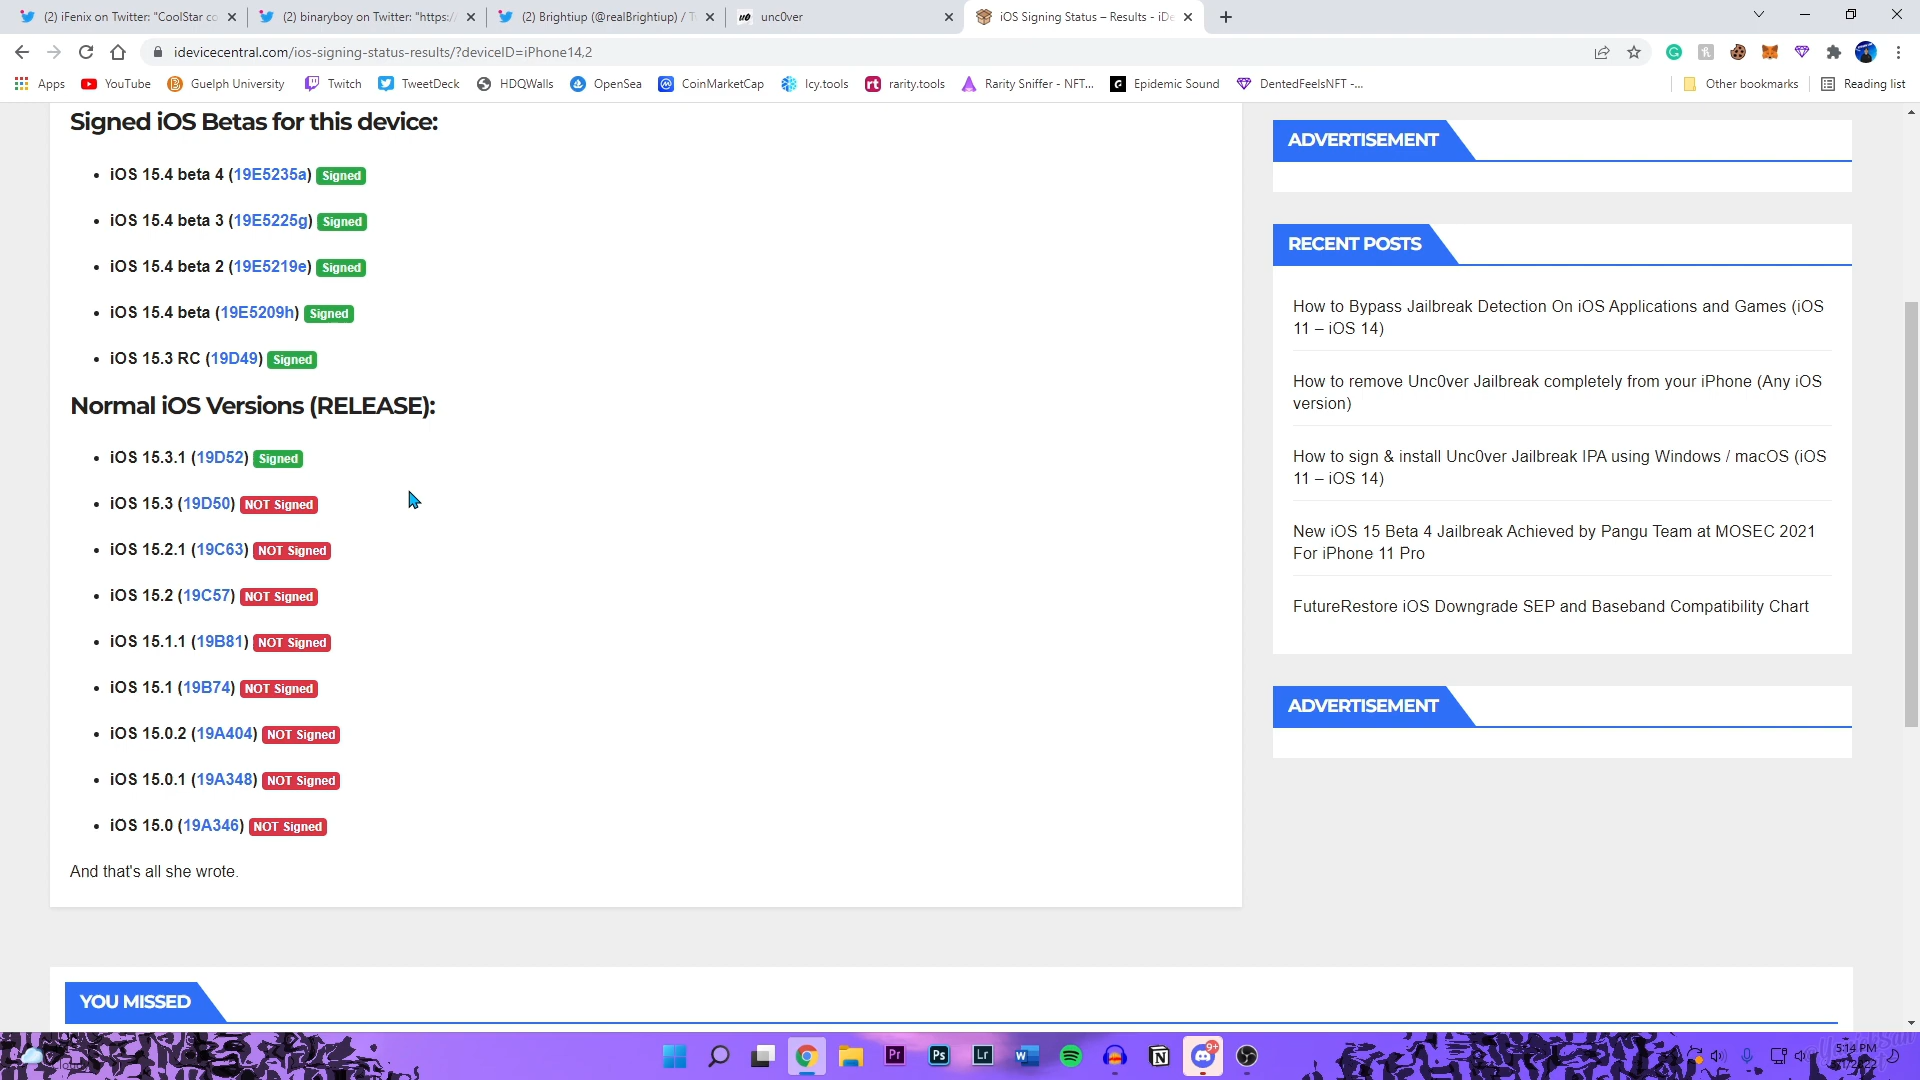 (2) iFenix on Twitter: "CoolStar co
(2) binaryboy on Twitter: "https:/
(2) Brightiup (@realBrightiup) / T
unc0ver
iOS Signing Status – Results - iDe
idevicecentral.com/ios-signing-status-results/?deviceID=iPhone14,2
Apps
YouTube
Guelph University
Twitch
TweetDeck
HDQWalls
OpenSea
CoinMarketCap
Icy.tools
rarity.tools
Rarity Sniffer - NFT...
Epidemic Sound
DentedFeelsNFT -...
Other bookmarks
Reading list
Signed iOS Betas for this device:
• iOS 15.4 beta 4 (19E5235a) Signed
• iOS 15.4 beta 3 (19E5225g) Signed
• iOS 15.4 beta 2 (19E5219e) Signed
• iOS 15.4 beta (19E5209h) Signed
• iOS 15.3 RC (19D49) Signed
Normal iOS Versions (RELEASE):
• iOS 15.3.1 (19D52) Signed
• iOS 15.3 (19D50) NOT Signed
• iOS 15.2.1 (19C63) NOT Signed
• iOS 15.2 (19C57) NOT Signed
• iOS 15.1.1 (19B81) NOT Signed
• iOS 15.1 (19B74) NOT Signed
• iOS 15.0.2 (19A404) NOT Signed
• iOS 15.0.1 (19A348) NOT Signed
• iOS 15.0 (19A346) NOT Signed
And that's all she wrote.
ADVERTISEMENT
RECENT POSTS
How to Bypass Jailbreak Detection On iOS Applications and Games (iOS
11 – iOS 14)
How to remove Unc0ver Jailbreak completely from your iPhone (Any iOS
version)
How to sign & install Unc0ver Jailbreak IPA using Windows / macOS (iOS
11 – iOS 14)
New iOS 15 Beta 4 Jailbreak Achieved by Pangu Team at MOSEC 2021
For iPhone 11 Pro
FutureRestore iOS Downgrade SEP and Baseband Compatibility Chart
ADVERTISEMENT
YOU MISSED
Pr
Ps
Lr
9+
5:14 PM